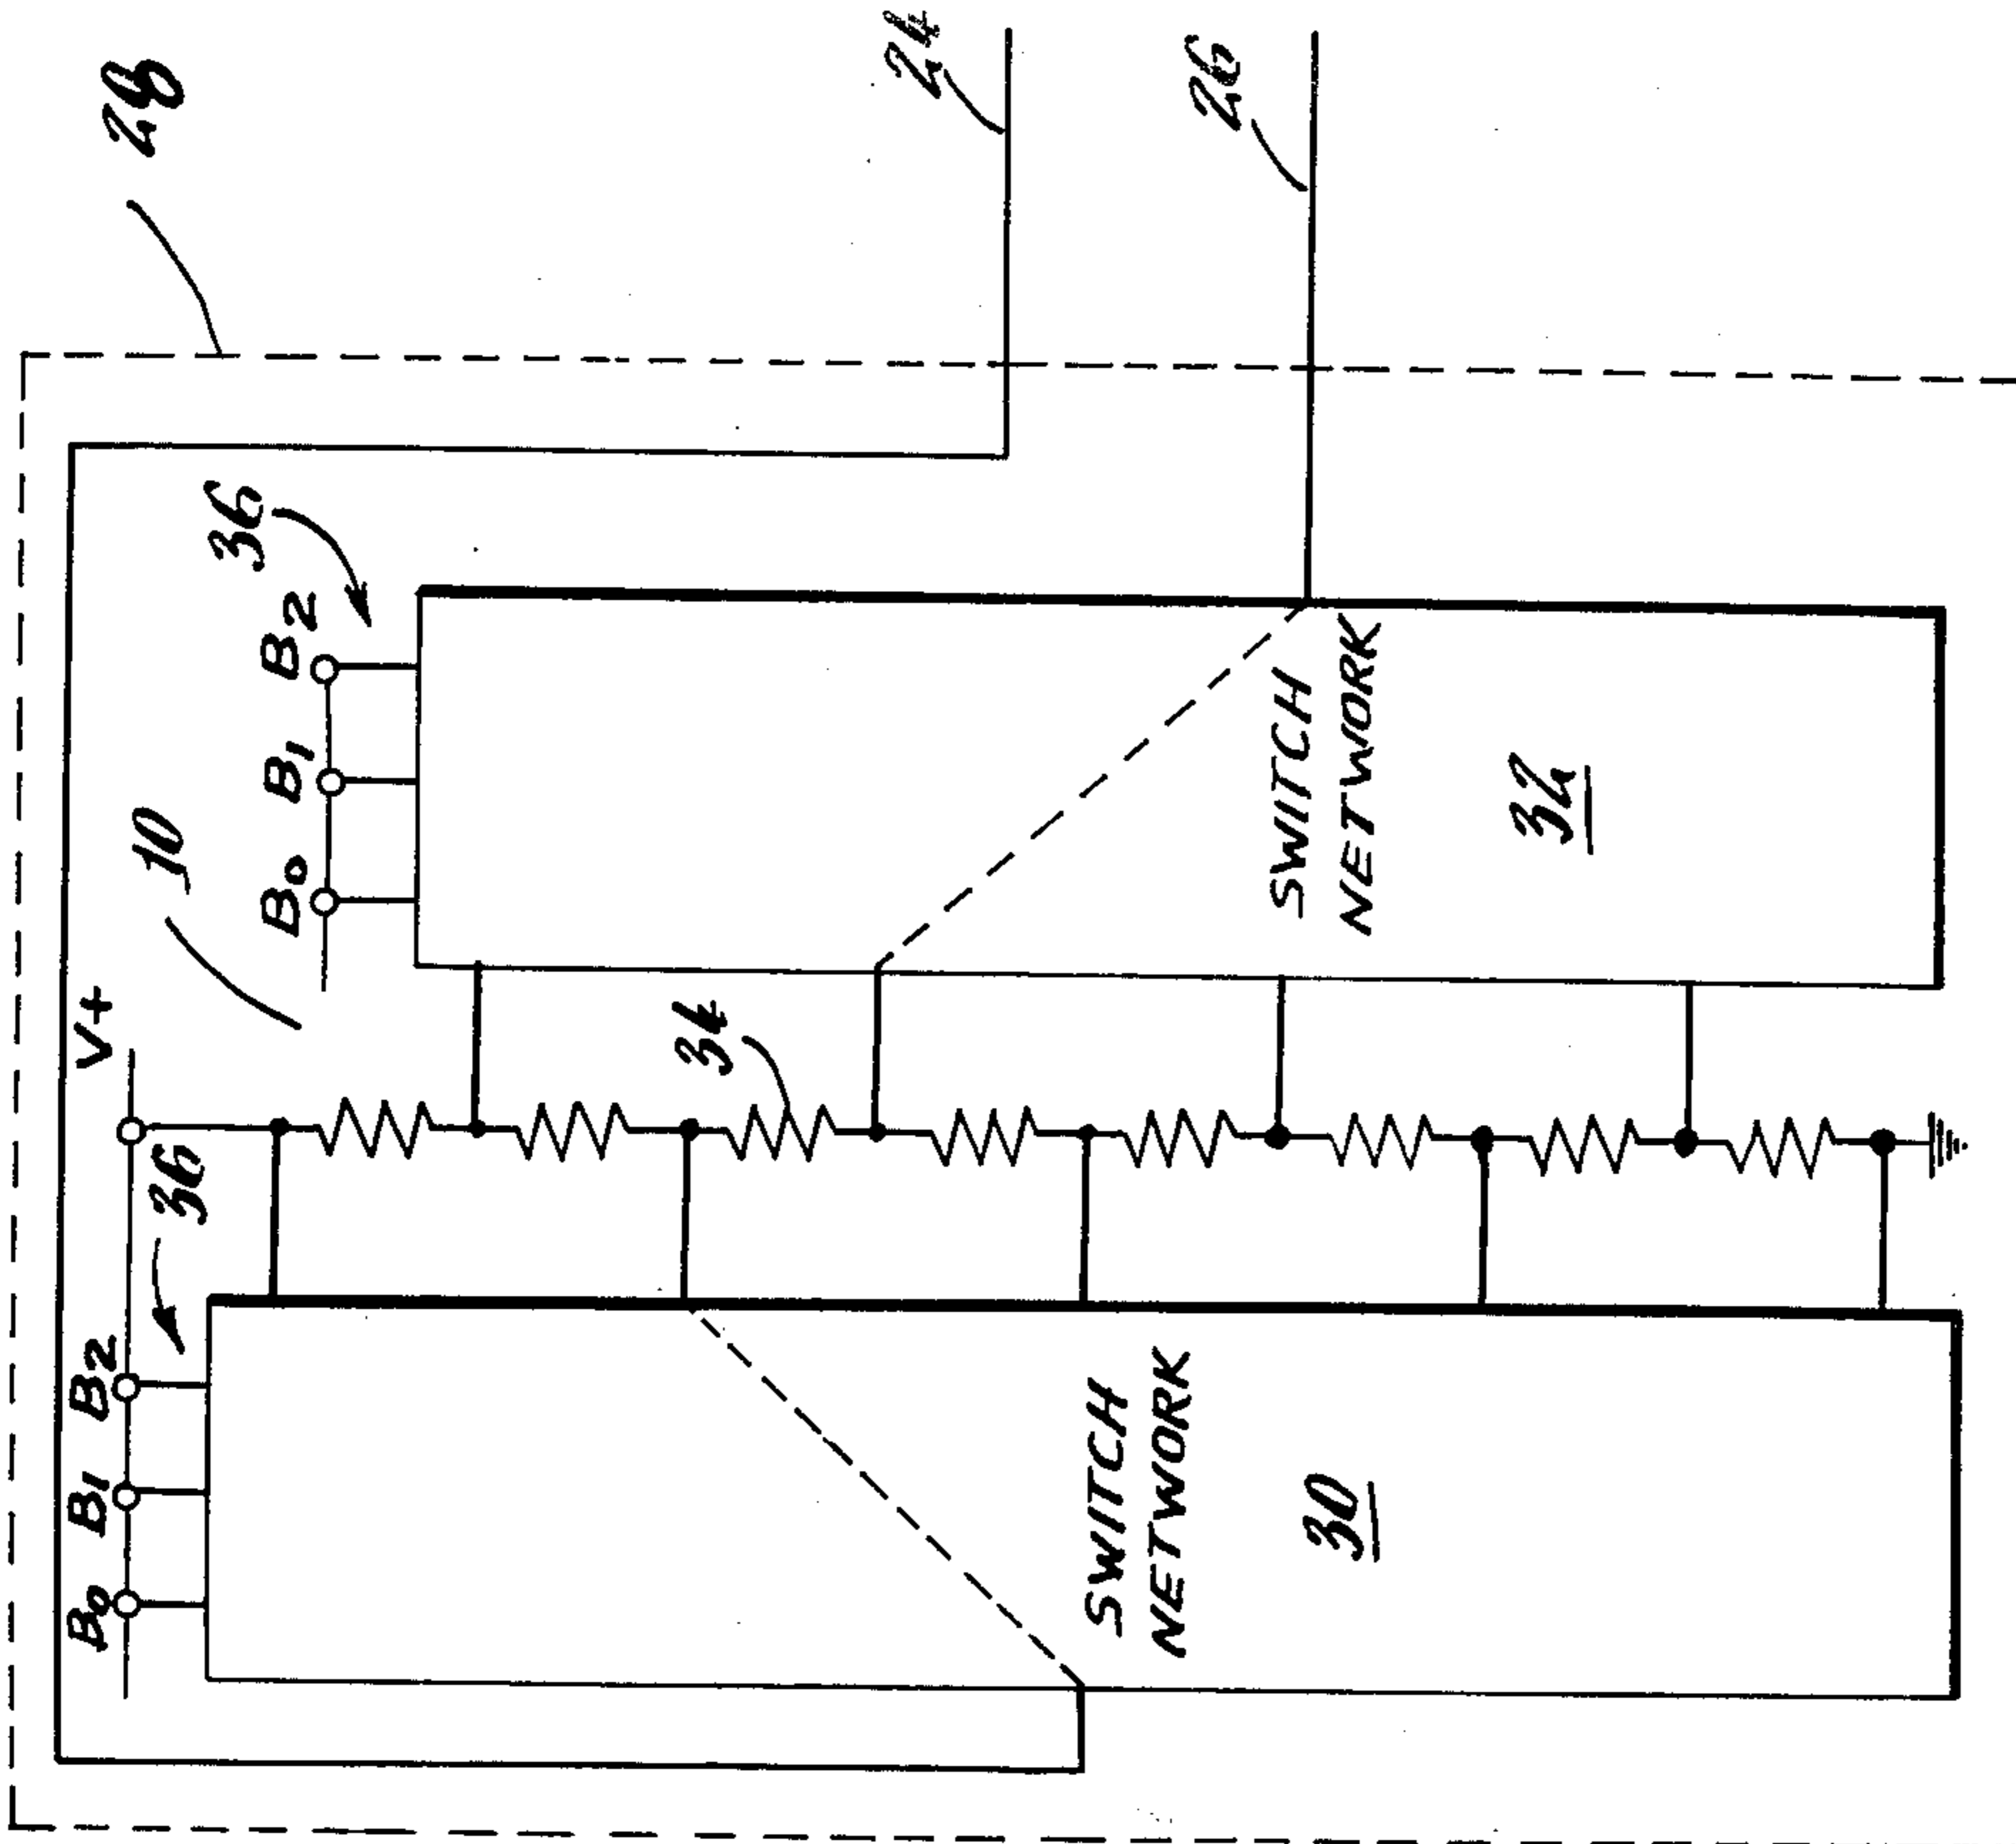 28
24
26
36
B0 B1 B2
10
V+
36
B0 B1 B2
34
SWITCH
NETWORK
32
SWITCH
NETWORK
30